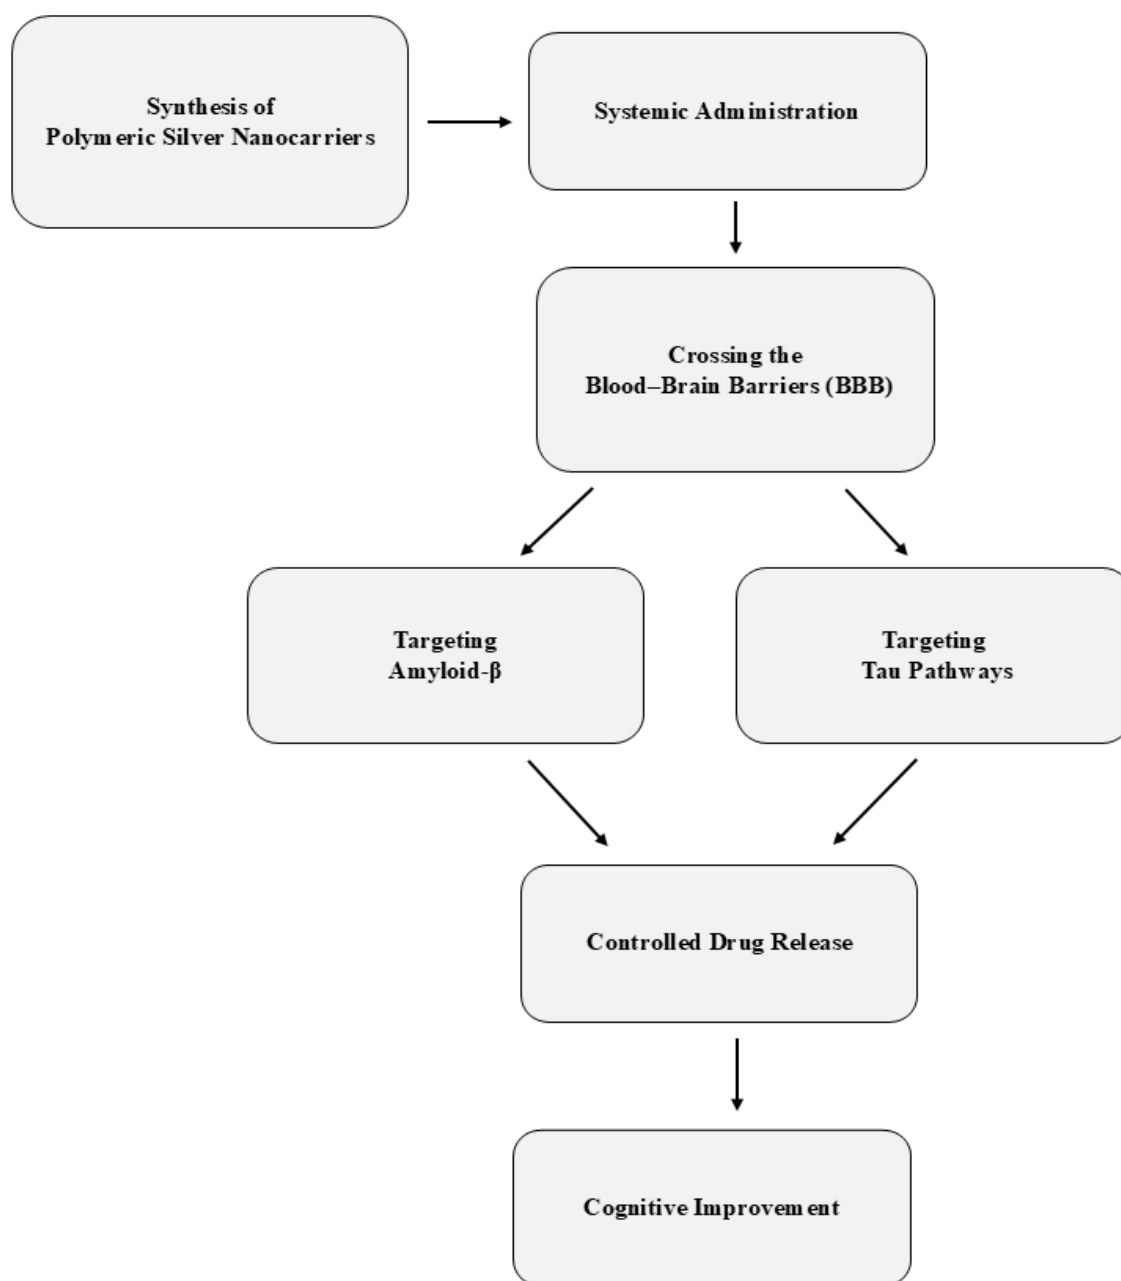 Synthesis of
Polymeric Silver Nanocarriers
Systemic Administration
Crossing the
Blood–Brain Barriers (BBB)
Targeting
Amyloid-β
Targeting
Tau Pathways
Controlled Drug Release
Cognitive Improvement